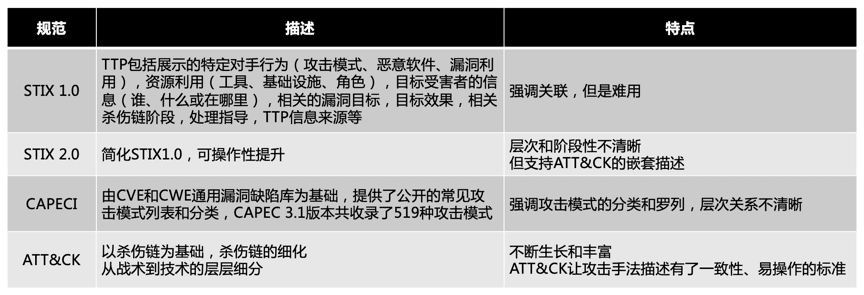 规范 描述 特点
TTP包括展示的特定对手行为（攻击模式、恶意软件、漏洞利
用），资源利用（工具、基础设施、角色），目标受害者的信
STIX 1.0 息（谁、什么或在哪里），相关的漏洞目标，目标效果，相关 强调关联，但是难用
杀伤链阶段，处理指导，TTP信息来源等
STIX 2.0 简化STIX1.0，可操作性提升 层次和阶段性不清晰
但支持ATT&CK的嵌套描述
CAPECI 由CVE和CWE通用漏洞缺陷库为基础，提供了公开的常见攻 强调攻击模式的分类和罗列，层次关系不清晰
击模式列表和分类，CAPEC 3.1版本共收录了519种攻击模式
ATT&CK 以杀伤链为基础，杀伤链的细化 不断生长和丰富
从战术到技术的层层细分 ATT&CK让攻击手法描述有了一致性、易操作的标准